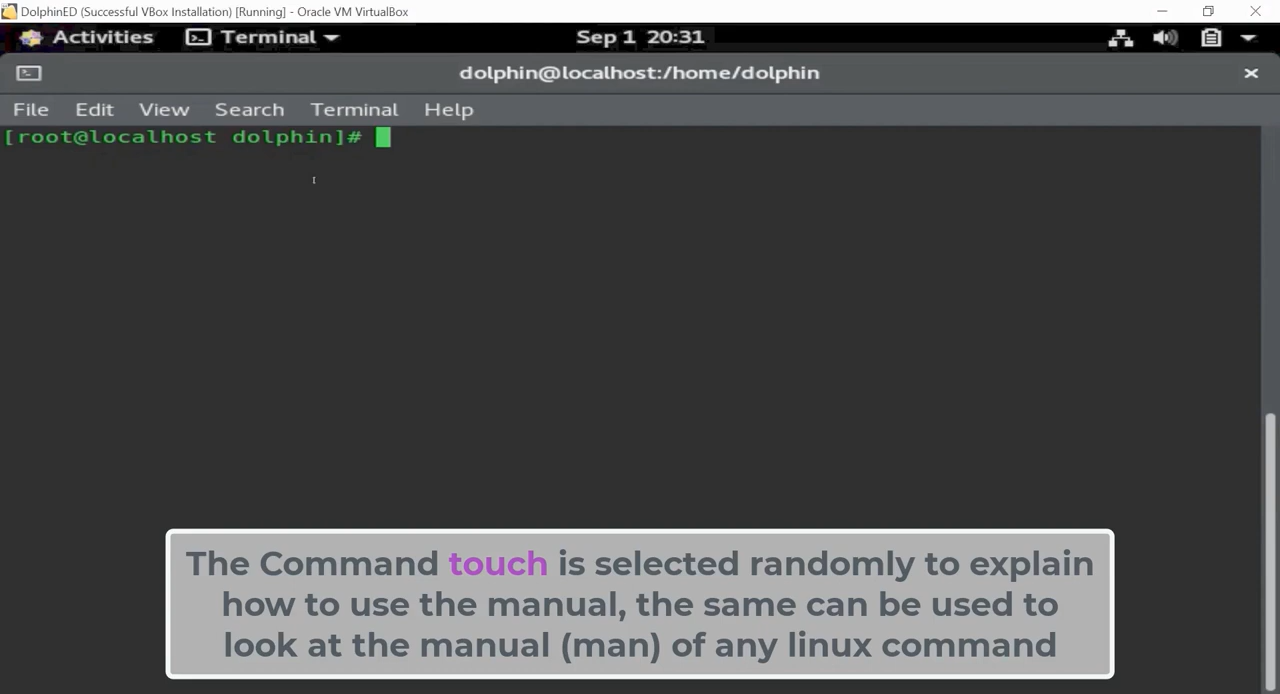 DolphinED (Successful VBox Installation) [Running] - Oracle VM VirtualBox
Activities Terminal Sep 1 20:31
dolphin@localhost:/home/dolphin
File Edit View Search Terminal Help
[root@localhost dolphin]#
The Command touch is selected randomly to explain
how to use the manual, the same can be used to
look at the manual (man) of any linux command